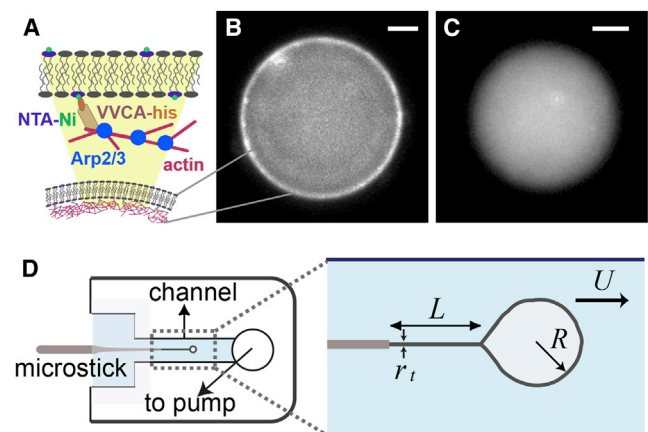 A
B
C
NTA-Ni
VVCA-his
Arp2/3
actin
D
channel
microstick
to pump
L
U
R
r t